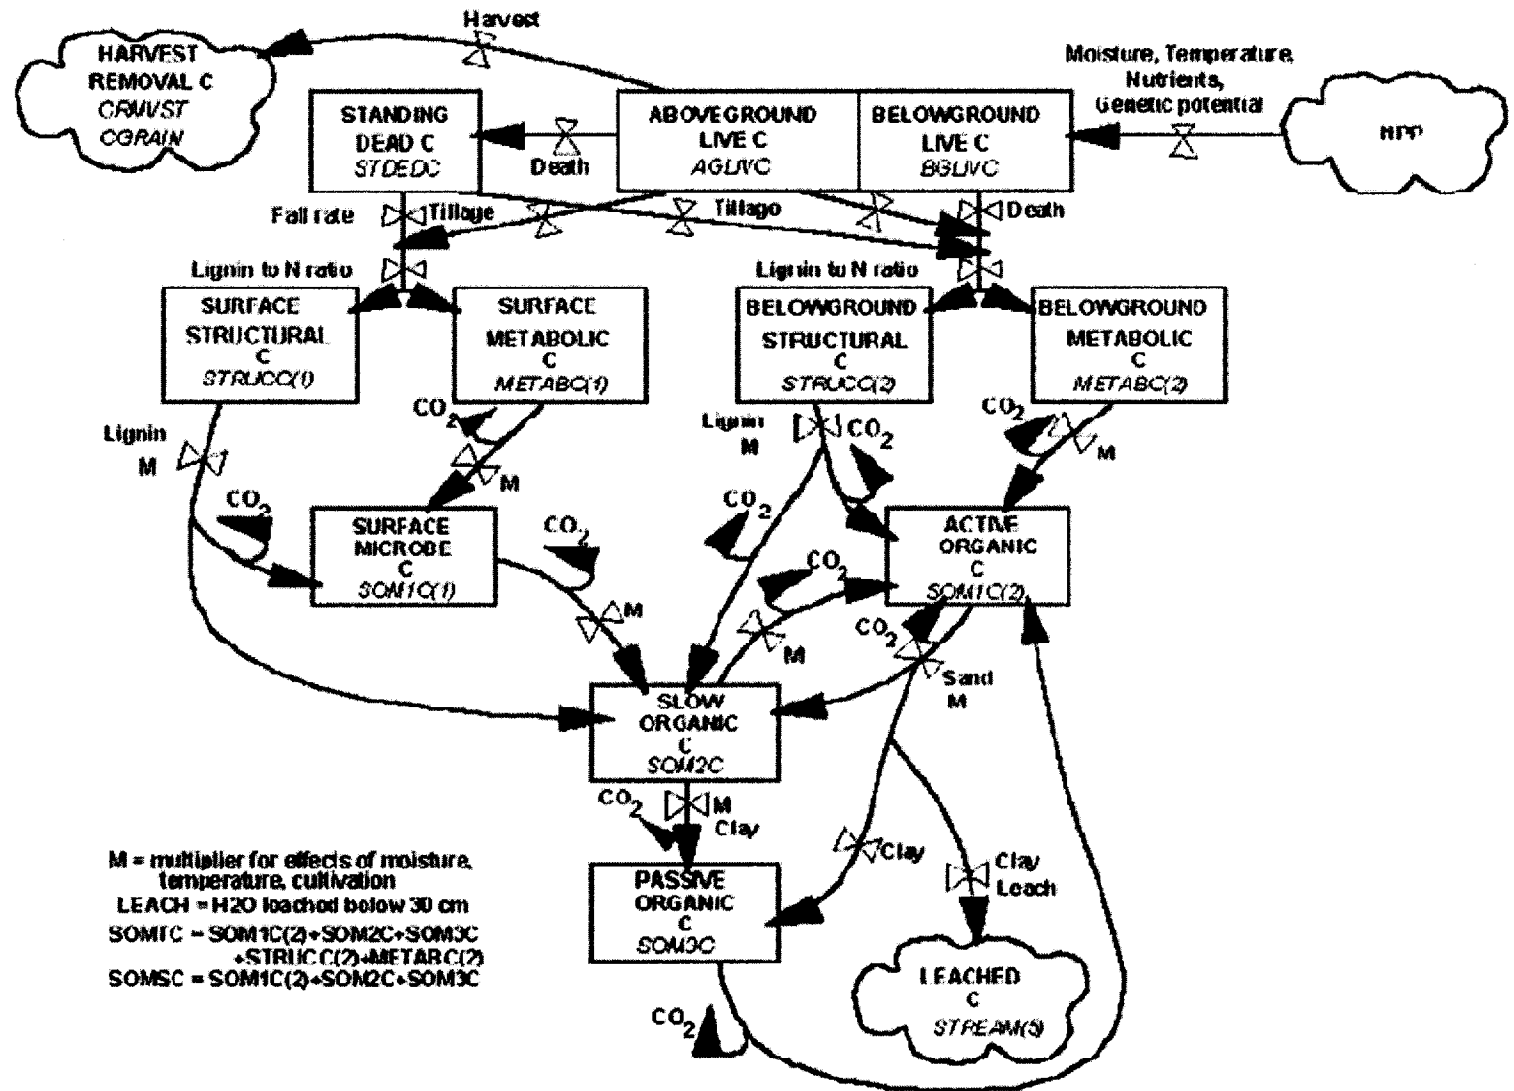 Harvest
HARVEST
REMOVAL C
CRMVST
CGRAIN
Moisture, Temperature,
Nutrients,
Genetic potential
NPP
STANDING
DEAD C
STDEDC
Death
ABOVEGROUND
LIVE C
AGLIVC
BELOWGROUND
LIVE C
BGLIVC
Fall rate
Tillage
Tillage
Death
Lignin to N ratio
Lignin to N ratio
SURFACE
STRUCTURAL
C
STRUCC(1)
SURFACE
METABOLIC
C
METABC(1)
BELOWGROUND
STRUCTURAL
C
STRUCC(2)
BELOWGROUND
METABOLIC
C
METABC(2)
Lignin
M
CO2
M
Lignin
M
CO2
CO2
M
CO2
SURFACE
MICROBE
C
SOM1C(1)
CO2
M
CO2
CO2
M
ACTIVE
ORGANIC
C
SOM1C(2)
CO2
Sand
M
SLOW
ORGANIC
C
SOM2C
CO2
M
Clay
Clay
Clay
Leach
PASSIVE
ORGANIC
C
SOM3C
CO2
LEACHED
C
STREAM(5)
M = multiplier for effects of moisture,
temperature, cultivation
LEACH = H2O leached below 30 cm
SOMTC = SOM1C(2)+SOM2C+SOM3C
+STRUCC(2)+METABC(2)
SOMSC = SOM1C(2)+SOM2C+SOM3C